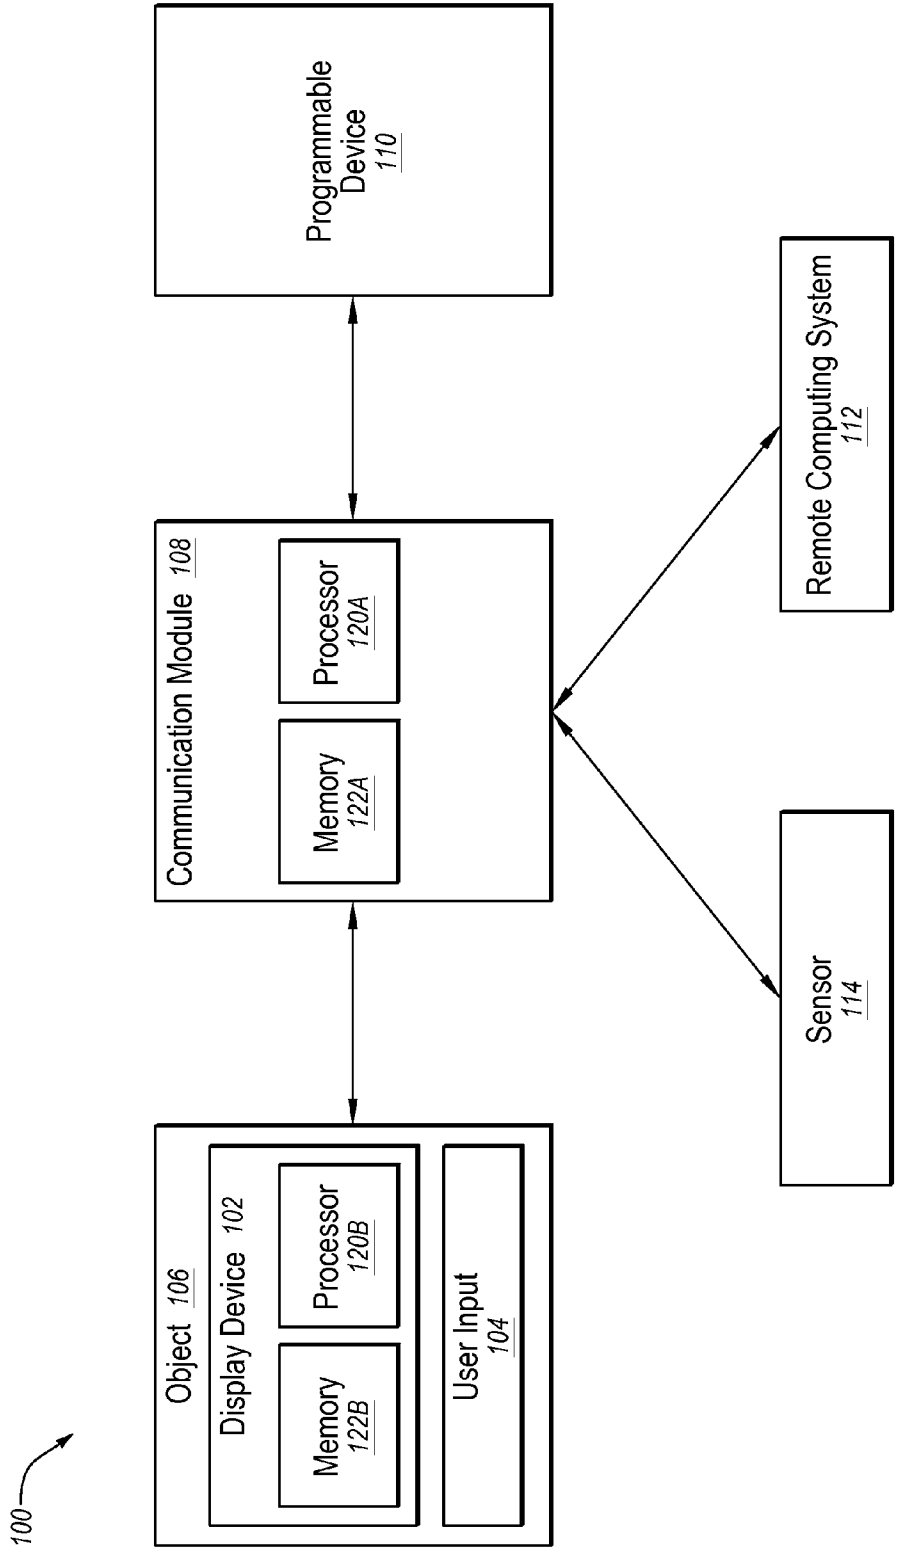 100
Object 106
Display Device 102
Memory
122B
Processor
120B
User Input
104
Communication Module 108
Memory
122A
Processor
120A
Programmable
Device
110
Sensor
114
Remote Computing System
112